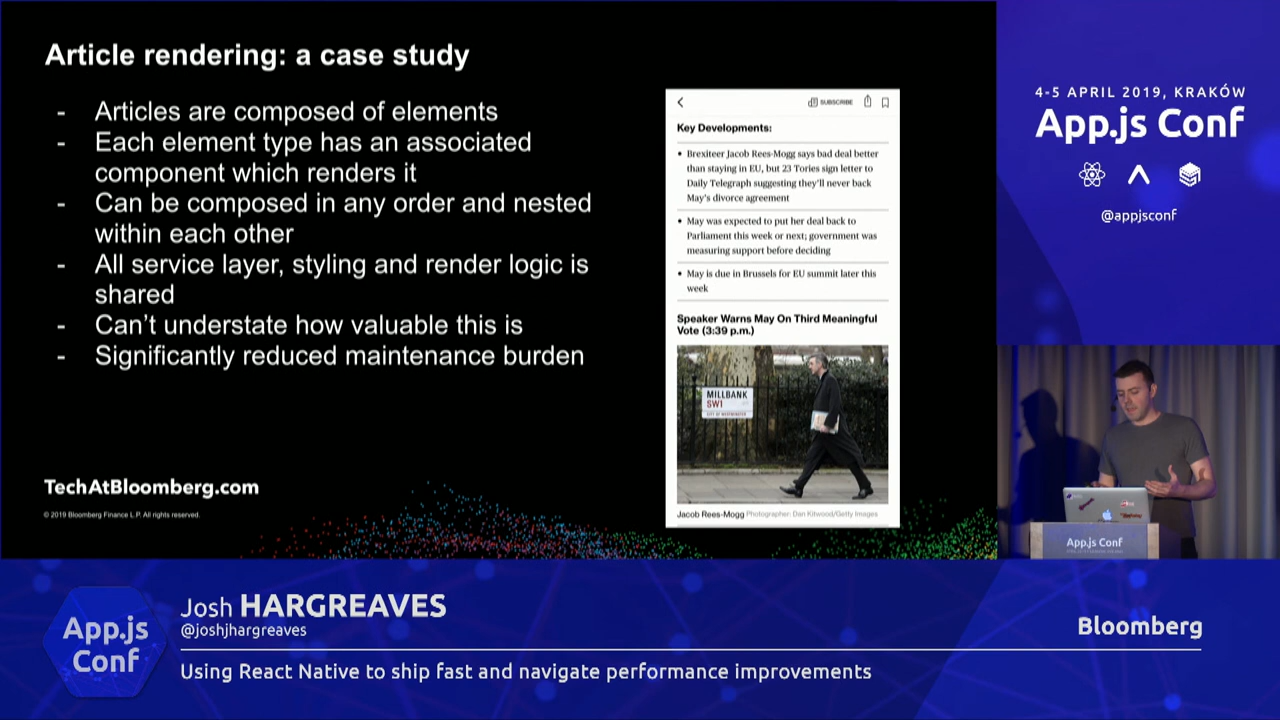 Article rendering: a case study
- Articles are composed of elements
- Each element type has an associated
component which renders it
- Can be composed in any order and nested
within each other
- All service layer, styling and render logic is
shared
- Can't understate how valuable this is
- Significantly reduced maintenance burden
TechAtBloomberg.com
© 2019 Bloomberg Finance L.P. All rights reserved.
SUBSCRIBE
Key Developments:
• Brexiteer Jacob Rees-Mogg says bad deal better
than staying in EU, but 23 Tories sign letter to
Daily Telegraph suggesting they'll never back
May's divorce agreement
• May was expected to put her deal back to
Parliament this week or next; government was
measuring support before deciding
• May is due in Brussels for EU summit later this
week
Speaker Warns May On Third Meaningful
Vote (3:39 p.m.)
MILLBANK
SW1
CITY OF WESTMINSTER
Jacob Rees-Mogg Photographer: Dan Kitwood/Getty Images
4-5 APRIL 2019, KRAKÓW
App.js Conf
@appjsconf
App.js Conf
App.js
Conf
Josh HARGREAVES
@joshjhargreaves
Bloomberg
Using React Native to ship fast and navigate performance improvements